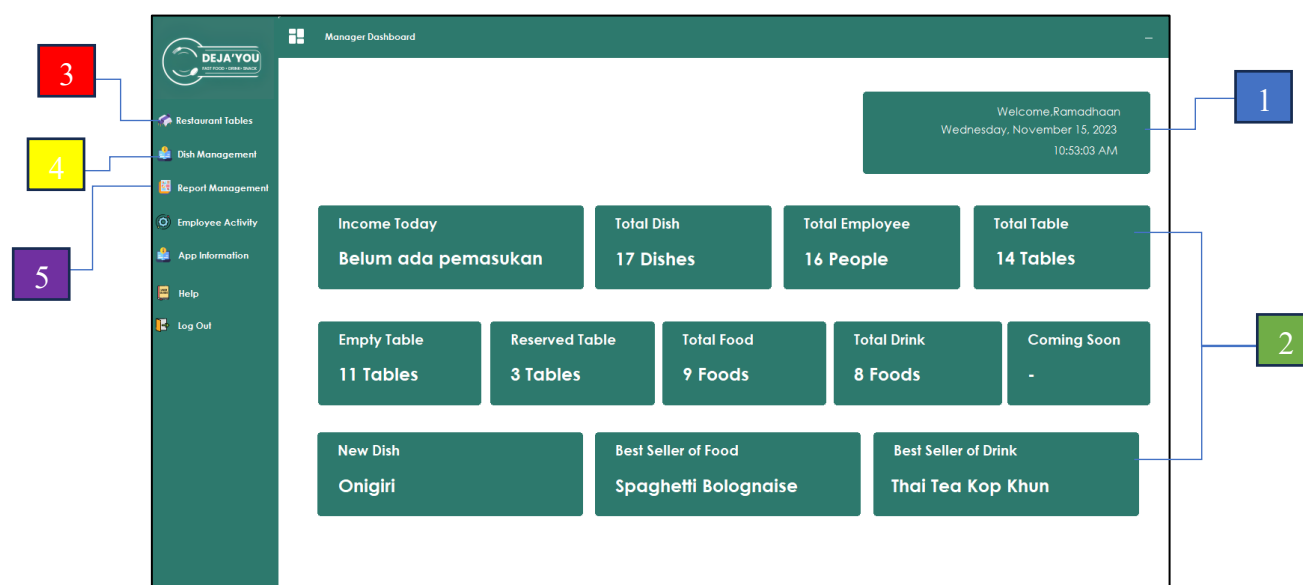 Manager Dashboard
DEJA'YOU
3
Welcome,Ramadhaan
Wednesday, November 15, 2023
10:53:03 AM
1
Restaurant Tables
Dish Management
4
Report Management
Employee Activity
5
App Information
Help
Log Out
Income Today
Belum ada pemasukan
Total Dish
17 Dishes
Total Employee
16 People
Total Table
14 Tables
Empty Table
11 Tables
Reserved Table
3 Tables
Total Food
9 Foods
Total Drink
8 Foods
Coming Soon
-
2
New Dish
Onigiri
Best Seller of Food
Spaghetti Bolognaise
Best Seller of Drink
Thai Tea Kop Khun